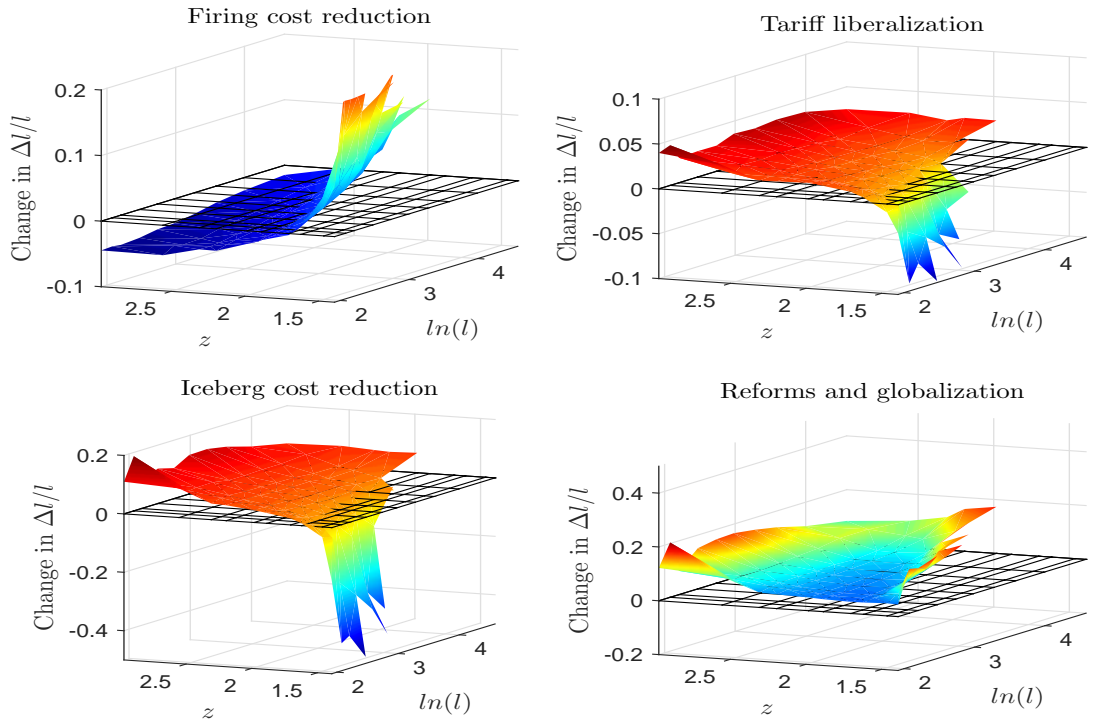 Firing cost reduction
0.2
0.1
0
-0.1
Change in Δl/l
2.5
2
1.5
z
2
3
4
ln(l)
Tariff liberalization
0.1
0.05
0
-0.05
-0.1
Change in Δl/l
2.5
2
1.5
z
2
3
4
ln(l)
Iceberg cost reduction
0.2
0
-0.2
-0.4
Change in Δl/l
2.5
2
1.5
z
2
3
4
ln(l)
Reforms and globalization
0.4
0.2
0
-0.2
Change in Δl/l
2.5
2
1.5
z
2
3
4
ln(l)